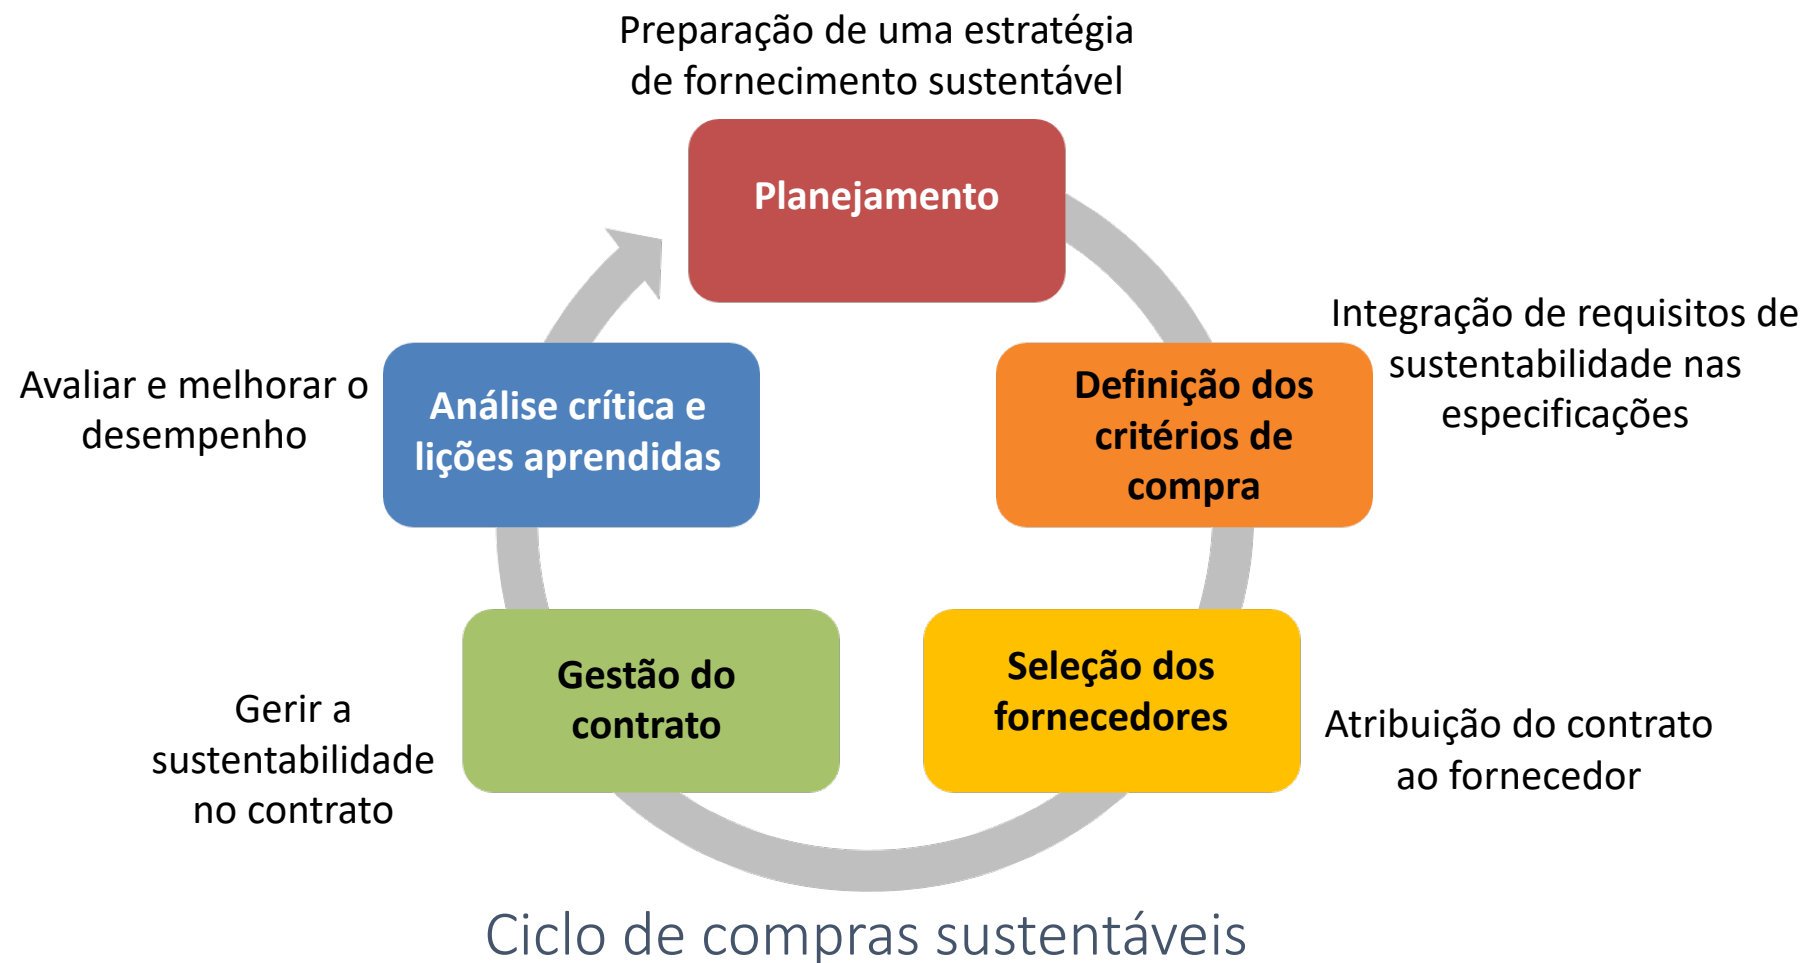 Preparação de uma estratégia
de fornecimento sustentável
Planejamento
Integração de requisitos de
sustentabilidade nas
especificações
Definição dos
critérios de
compra
Avaliar e melhorar o
desempenho
Análise crítica e
lições aprendidas
Seleção dos
fornecedores
Atribuição do contrato
ao fornecedor
Gestão do
contrato
Gerir a
sustentabilidade
no contrato
Ciclo de compras sustentáveis